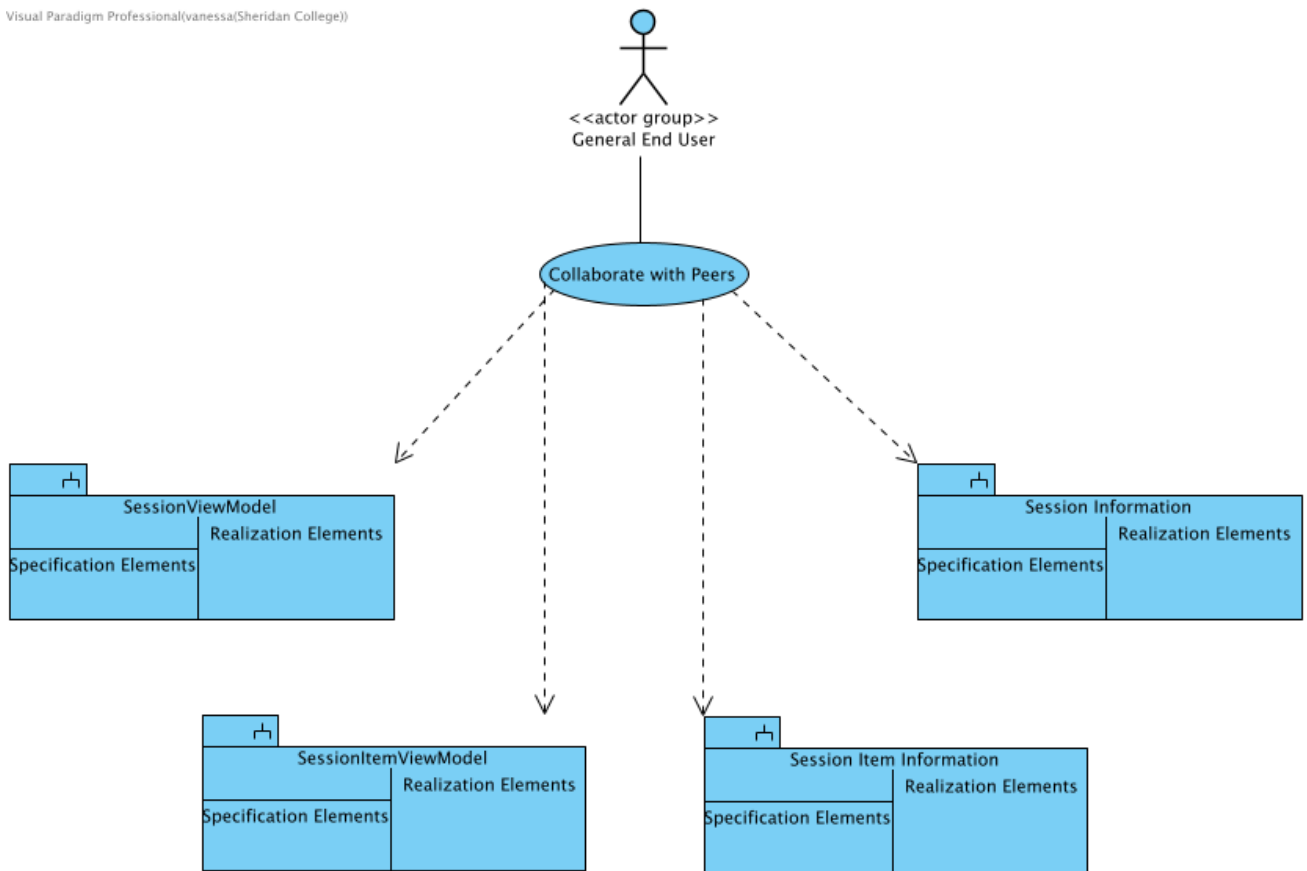 Visual Paradigm Professional(vanessa(Sheridan College))
<<actor group>>
General End User
Collaborate with Peers
SessionViewModel
Realization Elements
Specification Elements
Session Information
Realization Elements
Specification Elements
SessionItemViewModel
Realization Elements
Specification Elements
Session Item Information
Realization Elements
Specification Elements